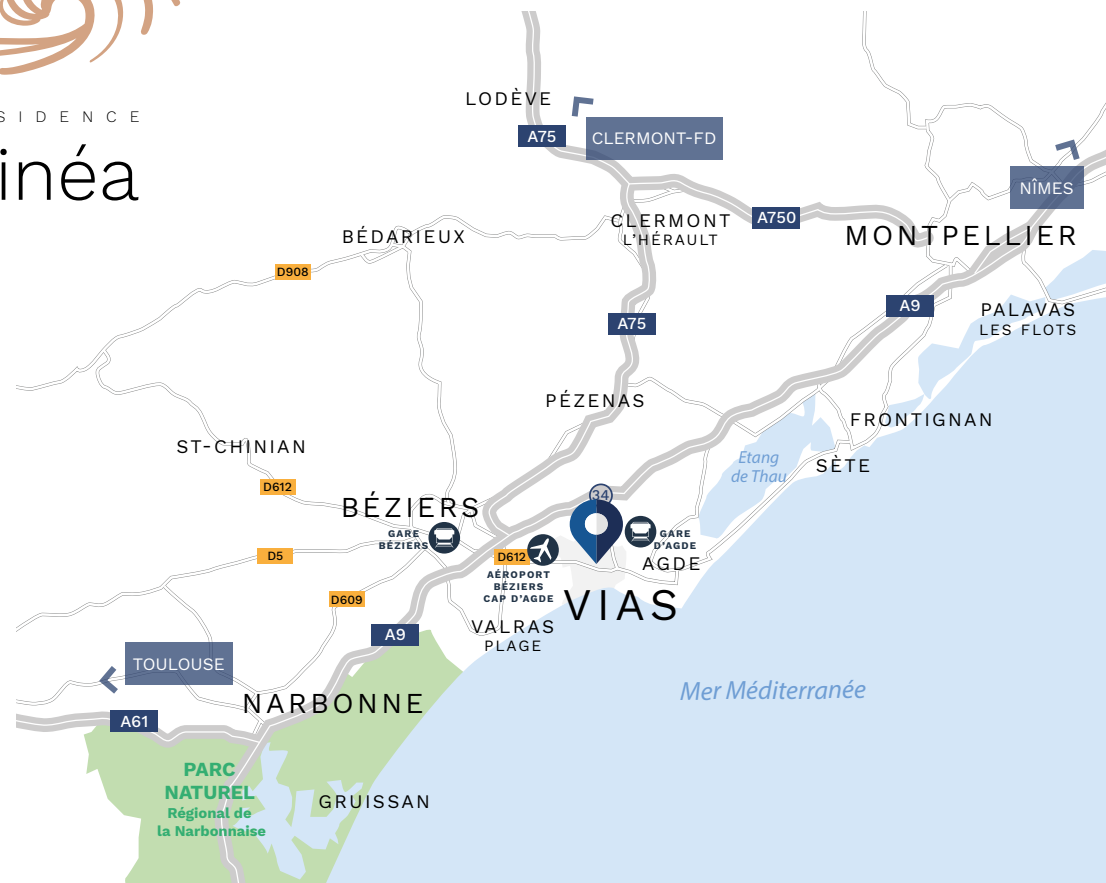 SIDENCE
inéa
LODÈVE
A75
CLERMONT-FD
NÎMES
CLERMONT
L'HÉRAULT
A750
MONTPELLIER
BÉDARIEUX
D908
A75
A9
PALAVAS
LES FLOTS
PÉZENAS
FRONTIGNAN
ST-CHINIAN
Etang
de Thau
SÈTE
D612
BÉZIERS
34
GARE
BÉZIERS
GARE
D'AGDE
D5
D612
AGDE
AÉROPORT
BÉZIERS
CAP D'AGDE
D609
VIAS
A9
VALRAS
PLAGE
TOULOUSE
Mer Méditerranée
NARBONNE
A61
PARC
NATUREL
Régional de
la Narbonnaise
GRUISSAN